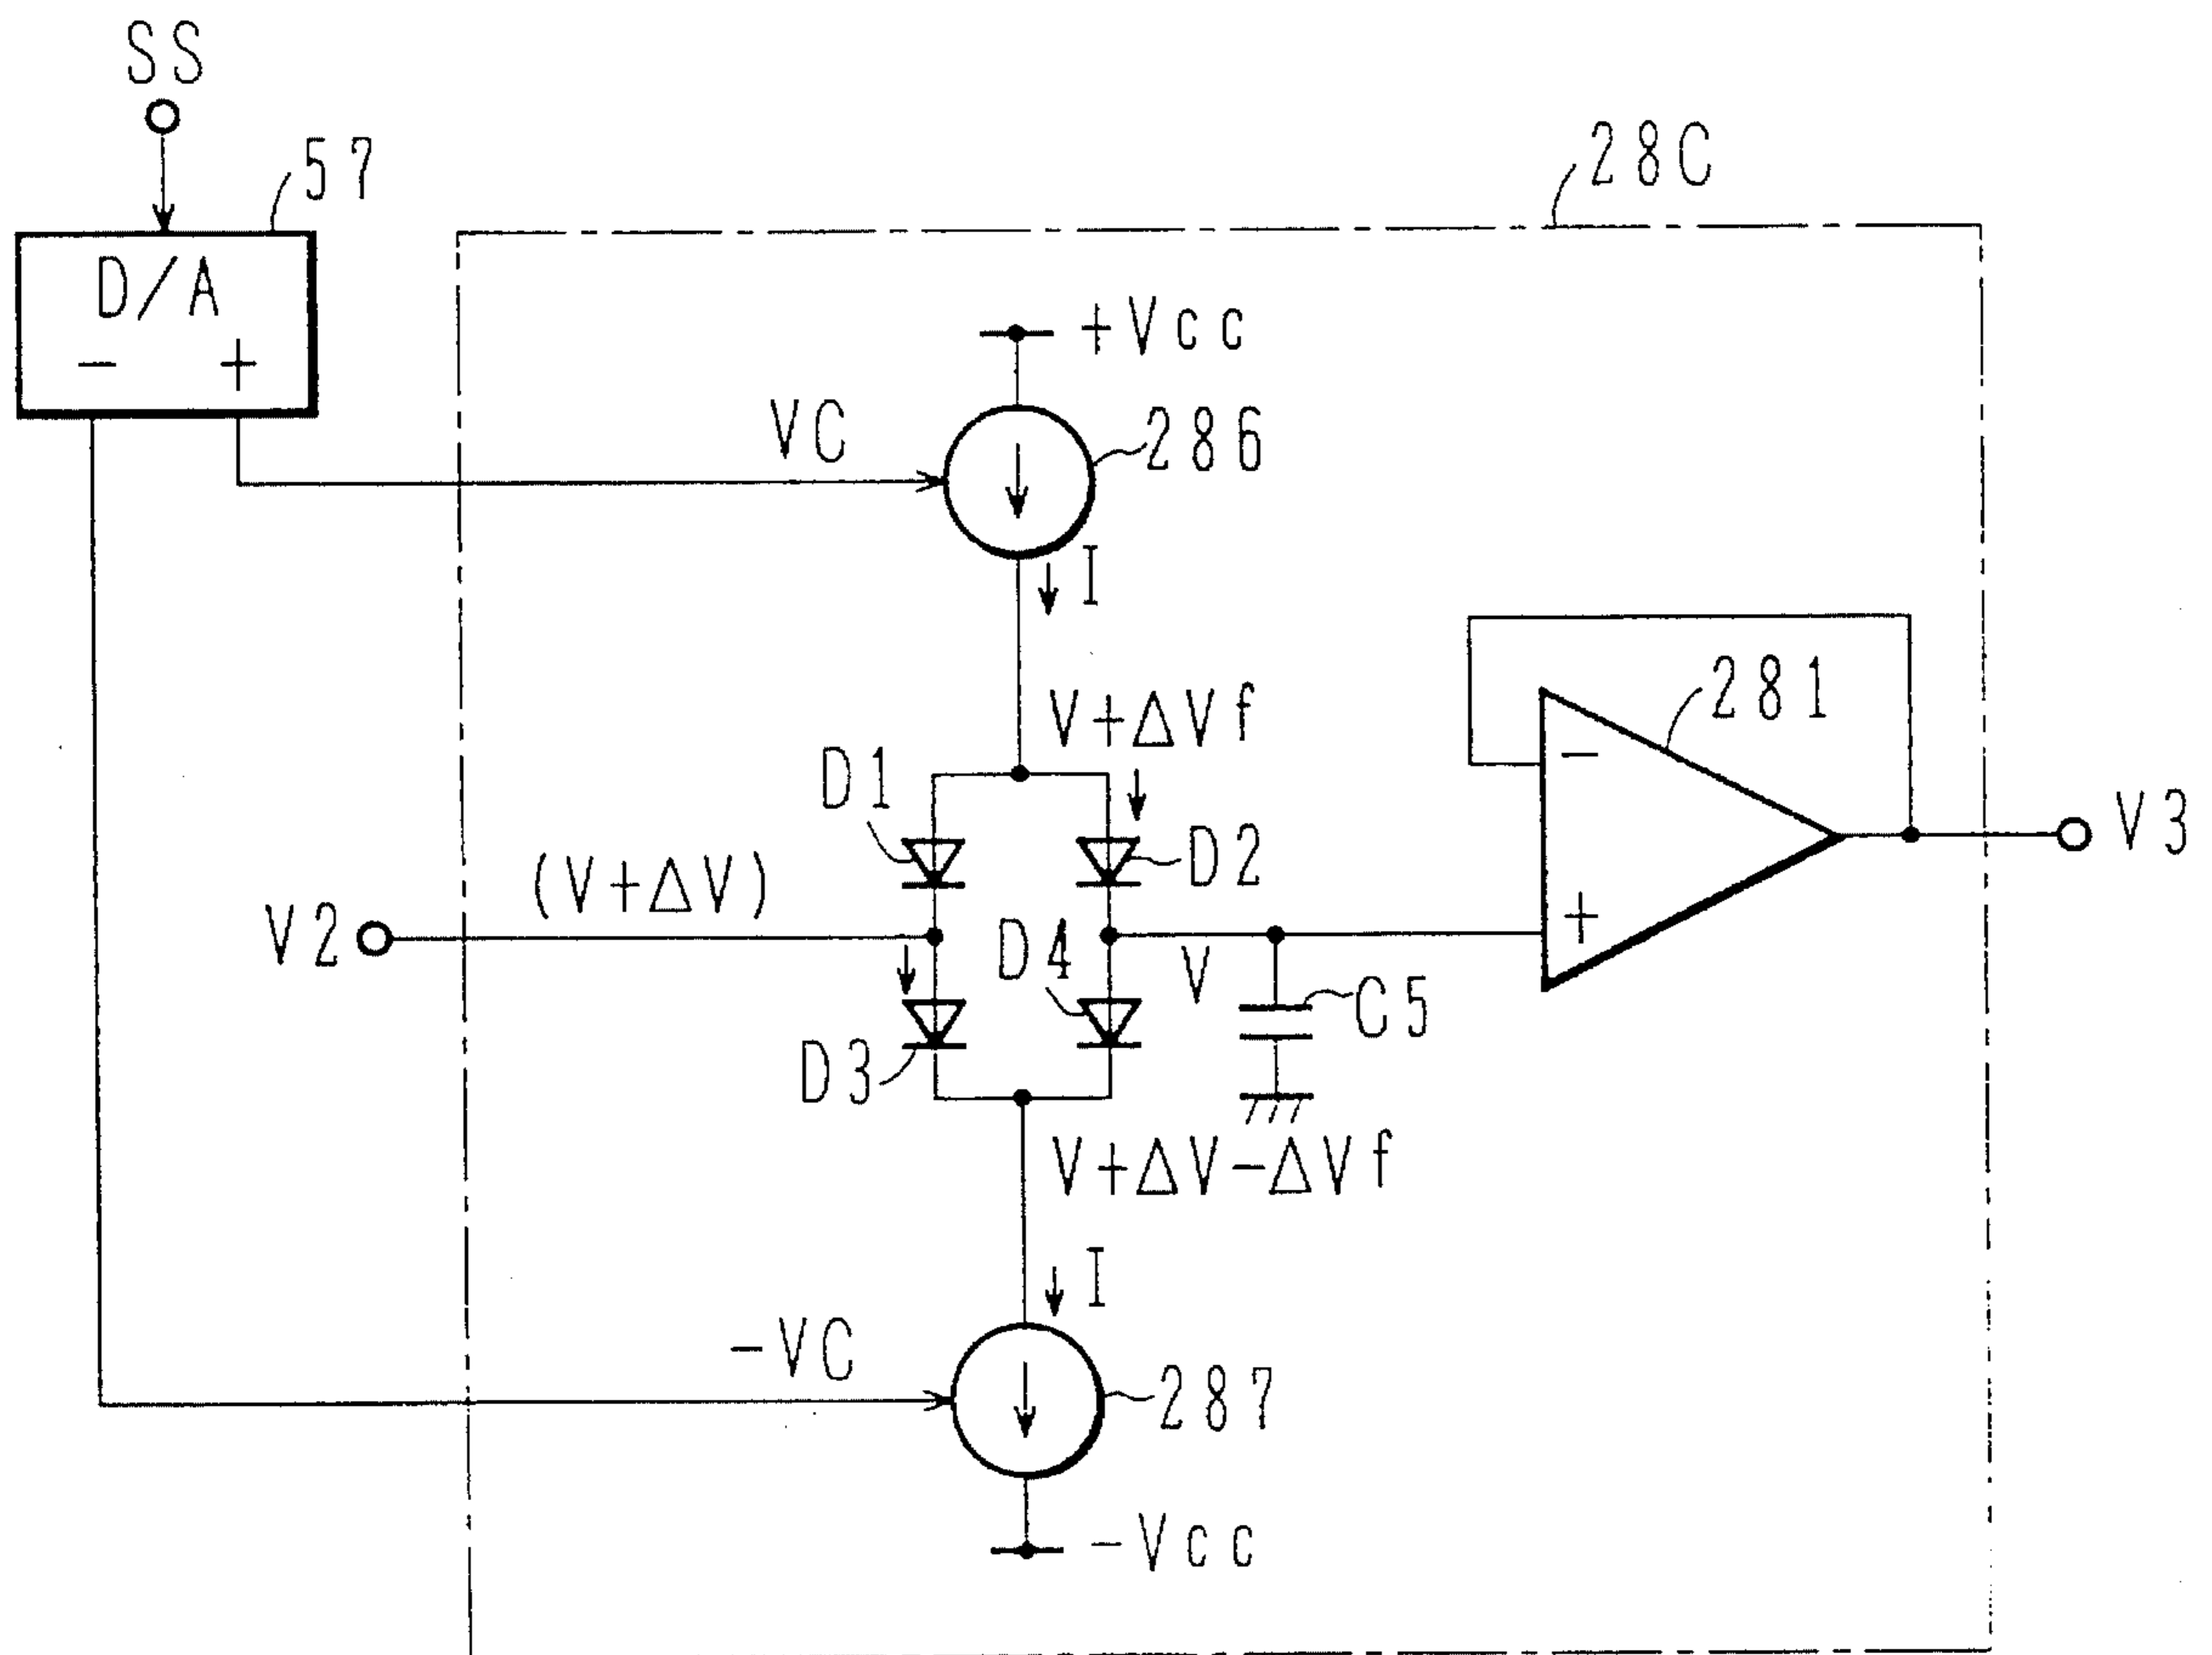 SS
57
28C
D/A
- +
+Vcc
VC
286
I
V+ΔVf
281
D1
-
V3
D2
(V+ΔV)
V2
D4
+
V
C5
D3
V+ΔV-ΔVf
I
-VC
287
-Vcc